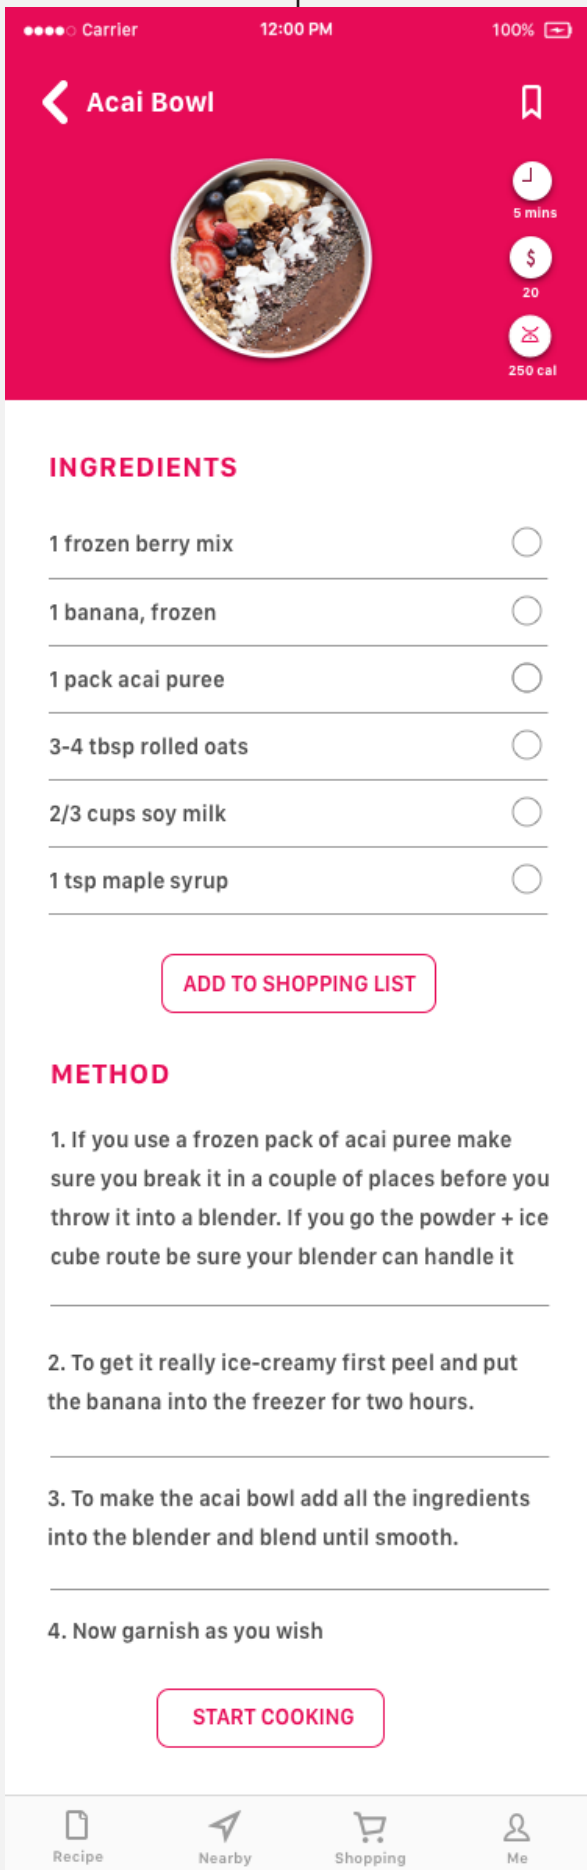 Carrier 12:00 PM 100%
Acai Bowl
5 mins
$
20
250 cal
INGREDIENTS
1 frozen berry mix
1 banana, frozen
1 pack acai puree
3-4 tbsp rolled oats
2/3 cups soy milk
1 tsp maple syrup
ADD TO SHOPPING LIST
METHOD
1. If you use a frozen pack of acai puree make
sure you break it in a couple of places before you
throw it into a blender. If you go the powder + ice
cube route be sure your blender can handle it
2. To get it really ice-creamy first peel and put
the banana into the freezer for two hours.
3. To make the acai bowl add all the ingredients
into the blender and blend until smooth.
4. Now garnish as you wish
START COOKING
Recipe Nearby Shopping Me